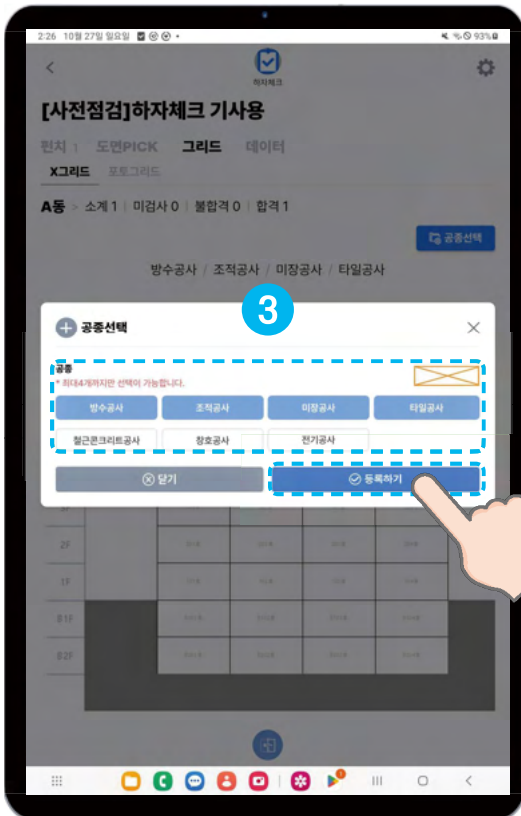 2:26 10월 27일 일요일 93%
하자체크
[사전점검]하자체크 기사용
펀치 1 도면PICK 그리드 데이터
X그리드 포토그리드
A동 > 소계 1 | 미검사 0 | 불합격 0 | 합격 1
공종선택
방수공사 / 조적공사 / 미장공사 / 타일공사
3
공종선택
공종
* 최대4개까지만 선택이 가능합니다.
방수공사 조적공사 미장공사 타일공사
철근콘크리트공사 창호공사 전기공사
닫기 등록하기
2F
1F
B1F
B2F